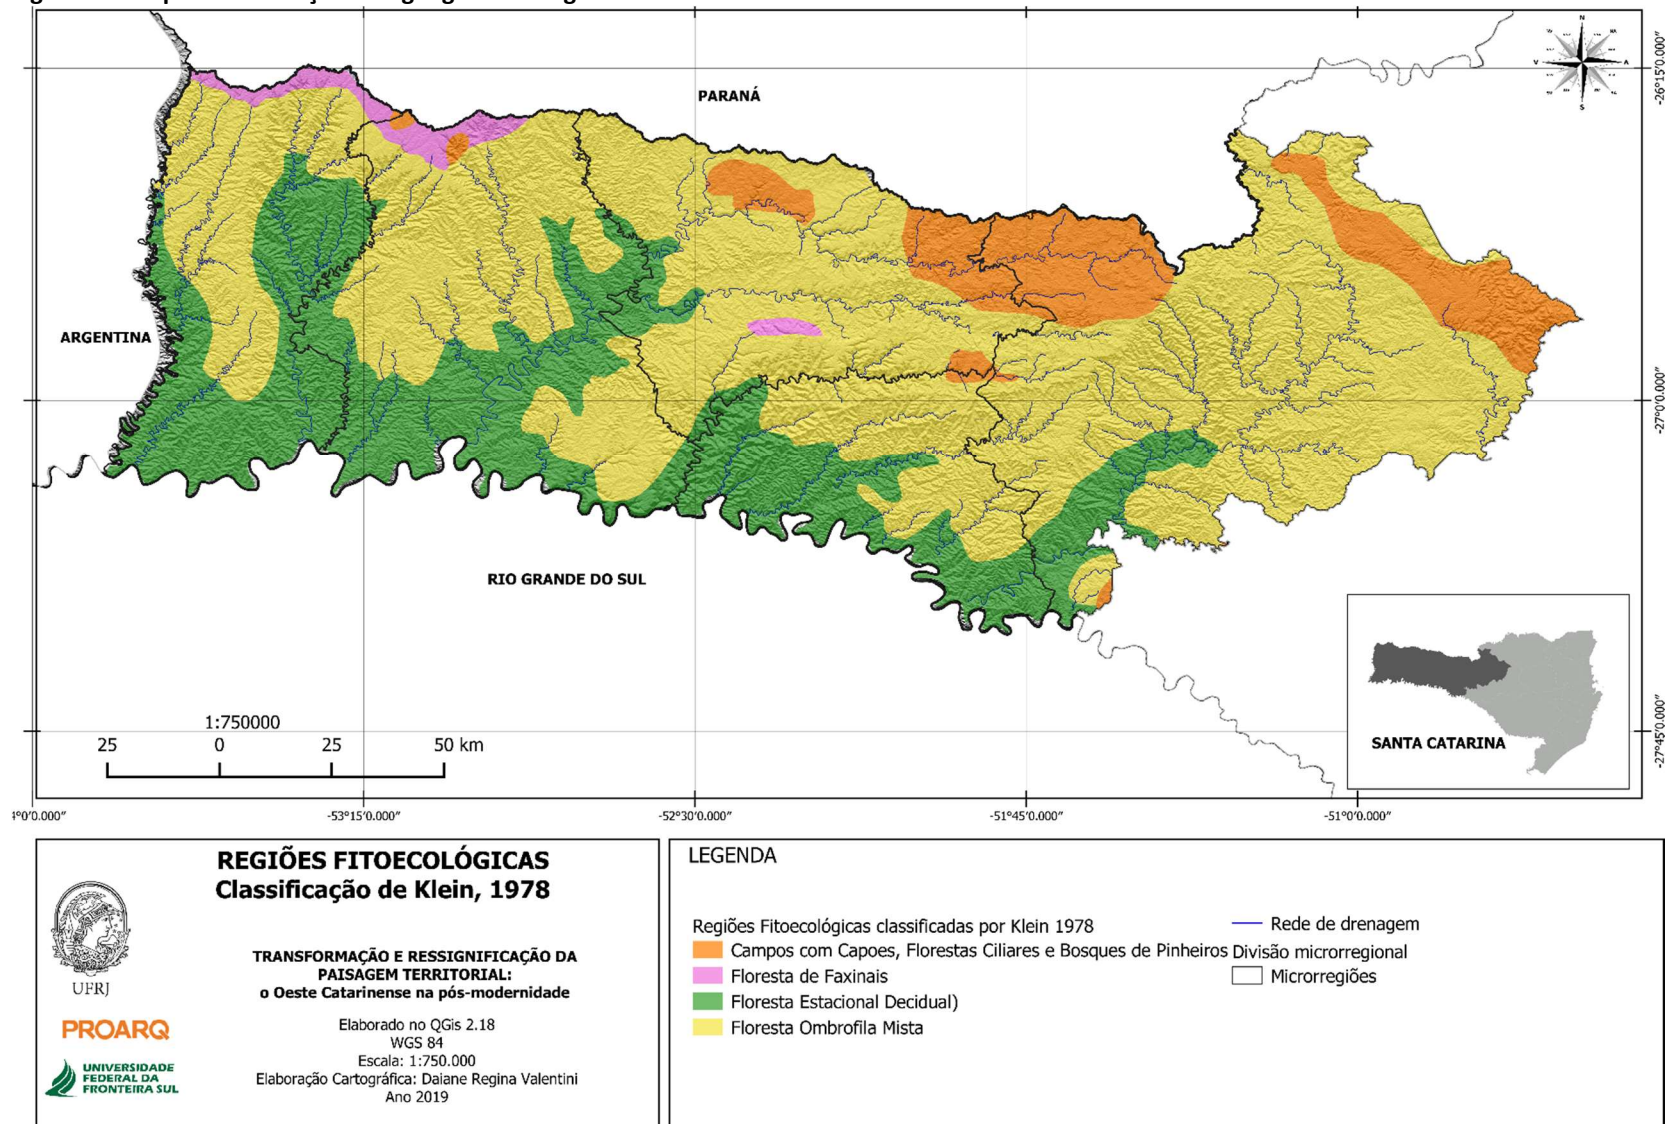 PARANÁ
ARGENTINA
RIO GRANDE DO SUL
N
S
V
A
-26°15'0.000"
-27°0'0.000"
-27°45'0.000"
1:750000
25 0 25 50 km
SANTA CATARINA
-53°15'0.000" -52°30'0.000" -51°45'0.000" -51°0'0.000"
REGIÕES FITOECOLÓGICAS
Classificação de Klein, 1978
TRANSFORMAÇÃO E RESSIGNIFICAÇÃO DA
PAISAGEM TERRITORIAL:
o Oeste Catarinense na pós-modernidade
Elaborado no QGis 2.18
WGS 84
Escala: 1:750.000
Elaboração Cartográfica: Daiane Regina Valentini
Ano 2019
UFRJ
PROARQ
UNIVERSIDADE
FEDERAL DA
FRONTEIRA SUL
LEGENDA
Regiões Fitoecológicas classificadas por Klein 1978
Campos com Capoes, Florestas Ciliares e Bosques de Pinheiros
Floresta de Faxinais
Floresta Estacional Decidual)
Floresta Ombrofila Mista
Rede de drenagem
Divisão microrregional
Microrregiões